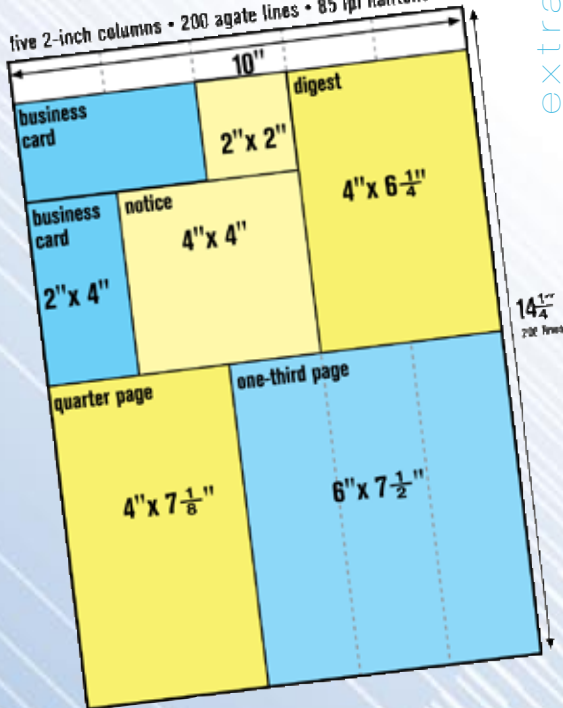 five 2-inch columns • 200 agate lines • 85 lpi
10"
extra
business
card
2"x 2"
digest
4"x 6 1/4"
business
card
2"x 4"
notice
4"x 4"
14 1/4"
quarter page
4"x 7 1/8"
one-third page
6"x 7 1/2"